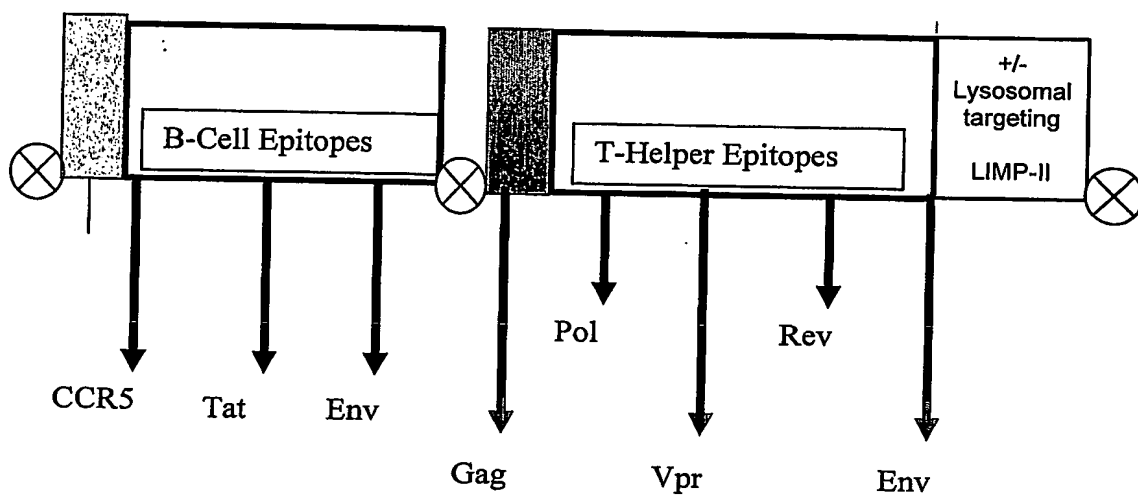 B-Cell Epitopes
T-Helper Epitopes
+/-
Lysosomal
targeting
LIMP-II
CCR5
Tat
Env
Gag
Pol
Vpr
Rev
Env